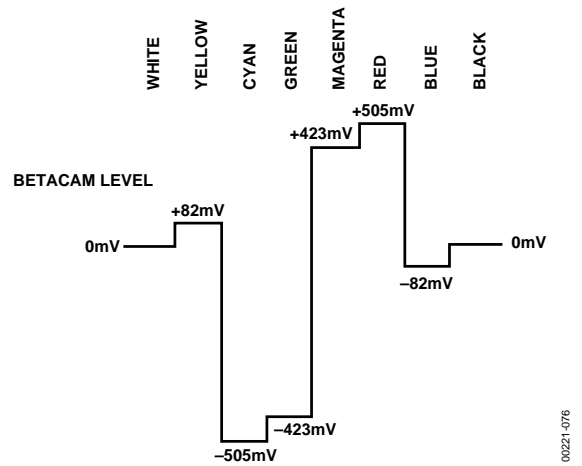 WHITE
YELLOW
CYAN
GREEN
MAGENTA
RED
BLUE
BLACK
+505mV
+423mV
BETACAM LEVEL
+82mV
0mV
0mV
–82mV
–423mV
–505mV
00221-076